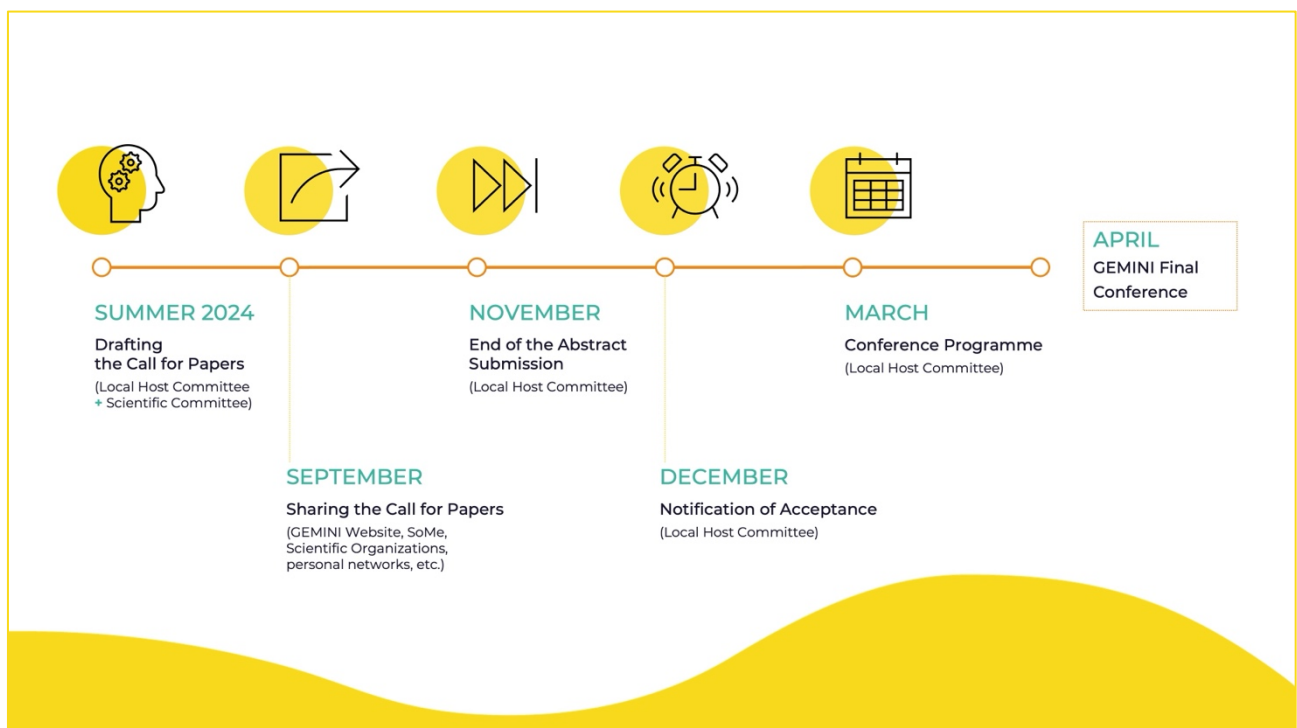 SUMMER 2024
Drafting
the Call for Papers
(Local Host Committee
+ Scientific Committee)
SEPTEMBER
Sharing the Call for Papers
(GEMINI Website, SoMe,
Scientific Organizations,
personal networks, etc.)
NOVEMBER
End of the Abstract
Submission
(Local Host Committee)
DECEMBER
Notification of Acceptance
(Local Host Committee)
MARCH
Conference Programme
(Local Host Committee)
APRIL
GEMINI Final
Conference